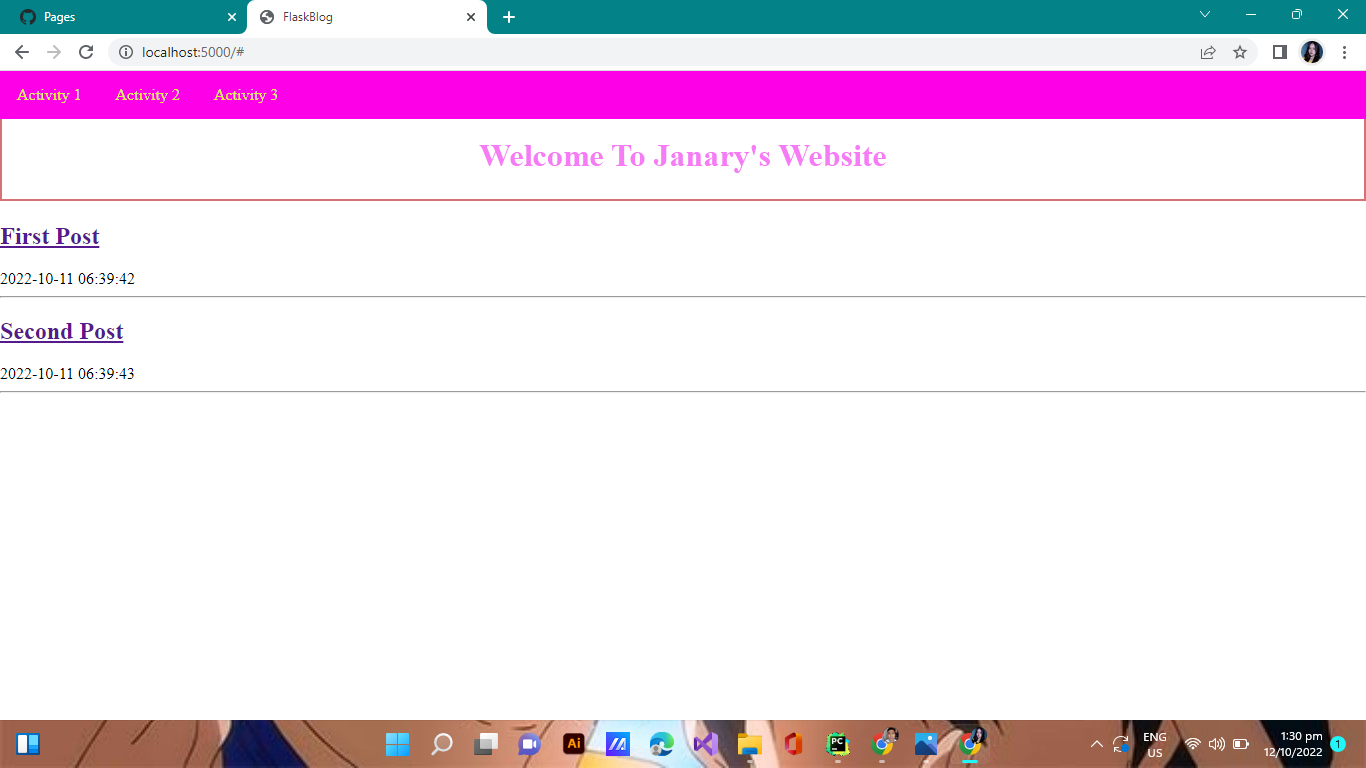 Pages
FlaskBlog
localhost:5000/#
Activity 1 Activity 2 Activity 3
Welcome To Janary's Website
First Post
2022-10-11 06:39:42
Second Post
2022-10-11 06:39:43
Ai
PC
ENG
US
1:30 pm
12/10/2022
1